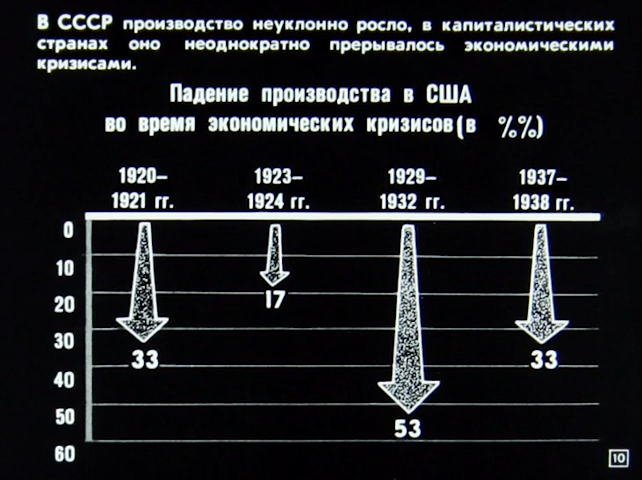 В СССР производство неуклонно росло, в капиталистических
странах оно неоднократно прерывалось экономическими
кризисами.
Падение производства в США
во время экономических кризисов (в %%)
1920– 1923– 1929– 1937–
1921 гг. 1924 гг. 1932 гг. 1938 гг.
0
10
20
30
40
50
60
33
17
53
33
10